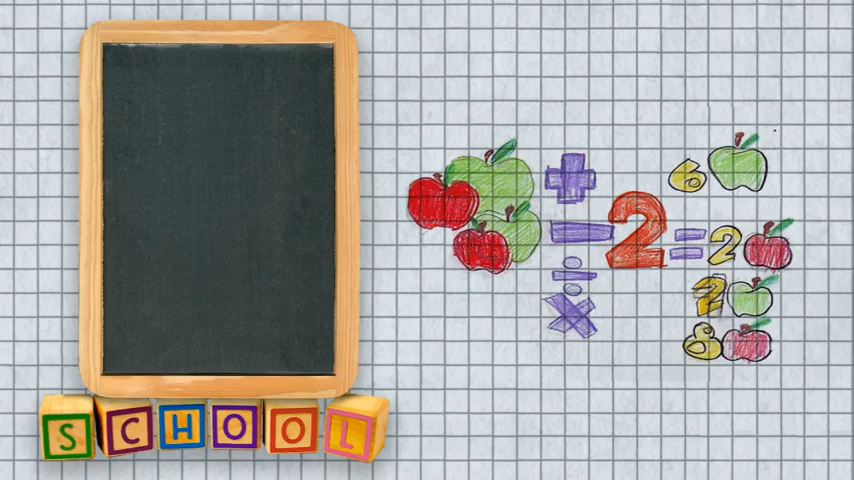 + 6
- 2 = 2
÷ 2
× 8
SCHOOL